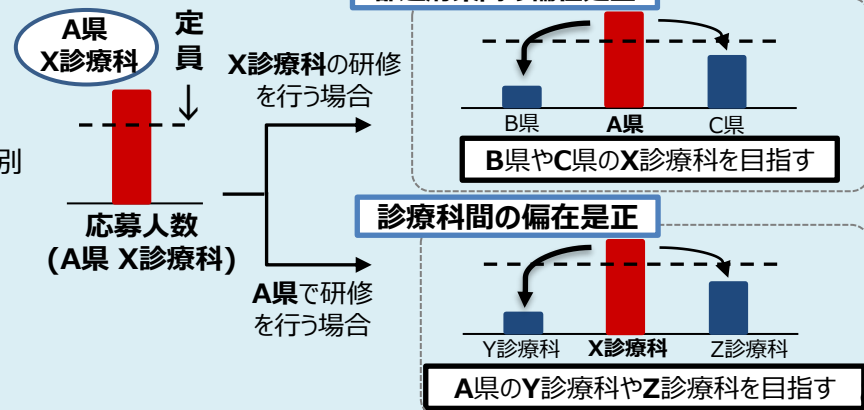 A県
X診療科
定
員
別
応募人数
(A県 X診療科)
X診療科の研修
を行う場合
B県
A県
C県
B県やC県のX診療科を目指す
A県で研修
を行う場合
診療科間の偏在是正
Y診療科
X診療科
Z診療科
A県のY診療科やZ診療科を目指す